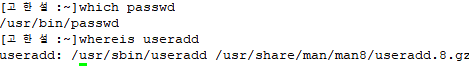 [고 한 설 :~]which passwd
/usr/bin/passwd
[고 한 설 :~]whereis useradd
useradd: /usr/sbin/useradd /usr/share/man/man8/useradd.8.gz